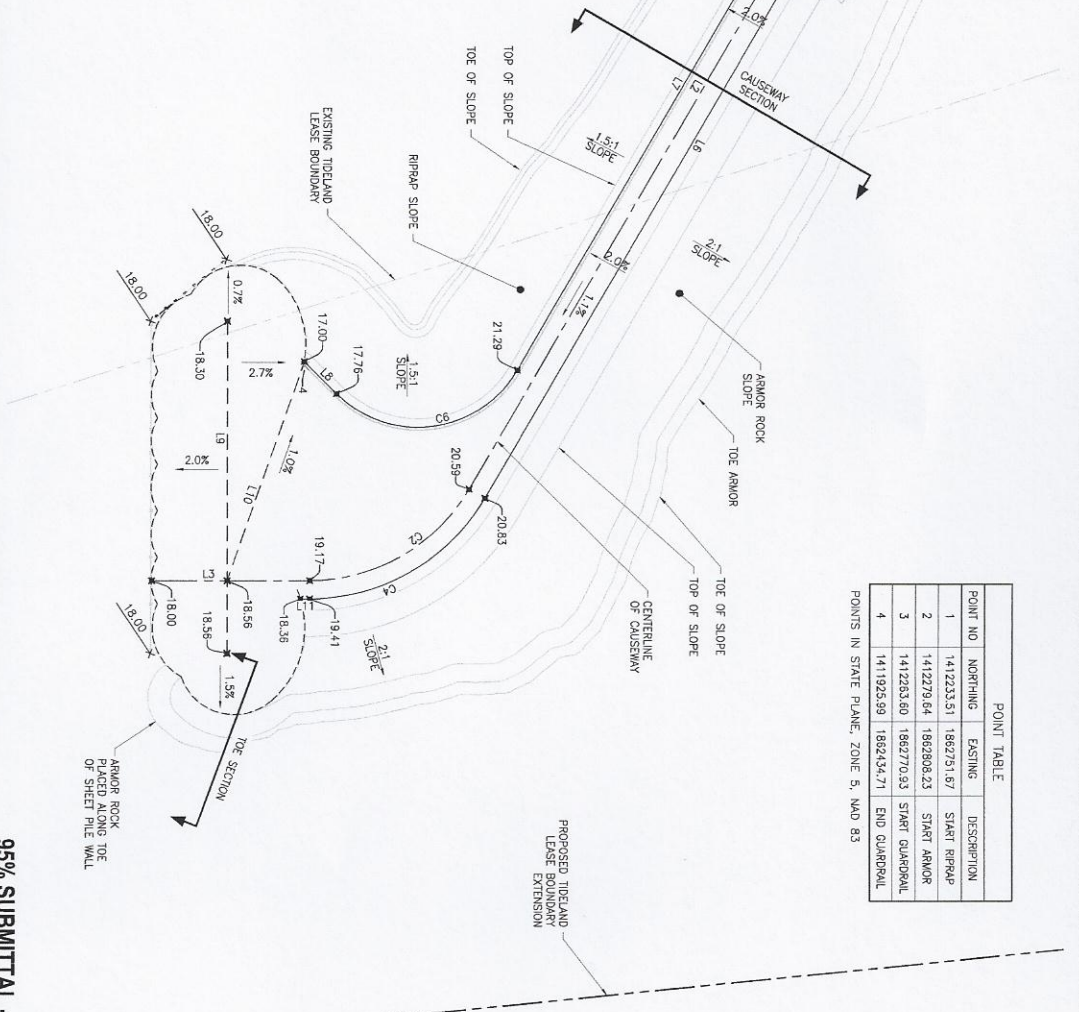 2.0%
CAUSEWAY
SECTION
L2
L7
L6
TOP OF SLOPE
TOE OF SLOPE
1.5:1
SLOPE
EXISTING TIDELAND
LEASE BOUNDARY
RIPRAP SLOPE
2:1
SLOPE
2.0%
1.1%
18.00
18.00
0.7%
18.30
2.7%
17.00
4
L8
17.76
1.5:1
SLOPE
21.29
C6
ARMOR ROCK
SLOPE
TOE ARMOR
L9
2.0%
L10
1.0%
20.59
20.83
C2
C4
19.17
L3
18.56
18.00
18.00
18.56
18.36
L11
19.41
2:1
SLOPE
1.5%
TOE SECTION
CENTERLINE
OF CAUSEWAY
TOP OF SLOPE
TOE OF SLOPE
ARMOR ROCK
PLACED ALONG TOE
OF SHEET PILE WALL
PROPOSED TIDELAND
LEASE BOUNDARY
EXTENSION
POINT TABLE
POINT NO NORTHING EASTING DESCRIPTION
1 1412233.51 1862751.67 START RIPRAP
2 1412279.64 1862808.23 START ARMOR
3 1412263.60 1862770.93 START GUARDRAIL
4 1411925.99 1862434.71 END GUARDRAIL
POINTS IN STATE PLANE, ZONE 5, NAD 83
95% SUBMITTAL